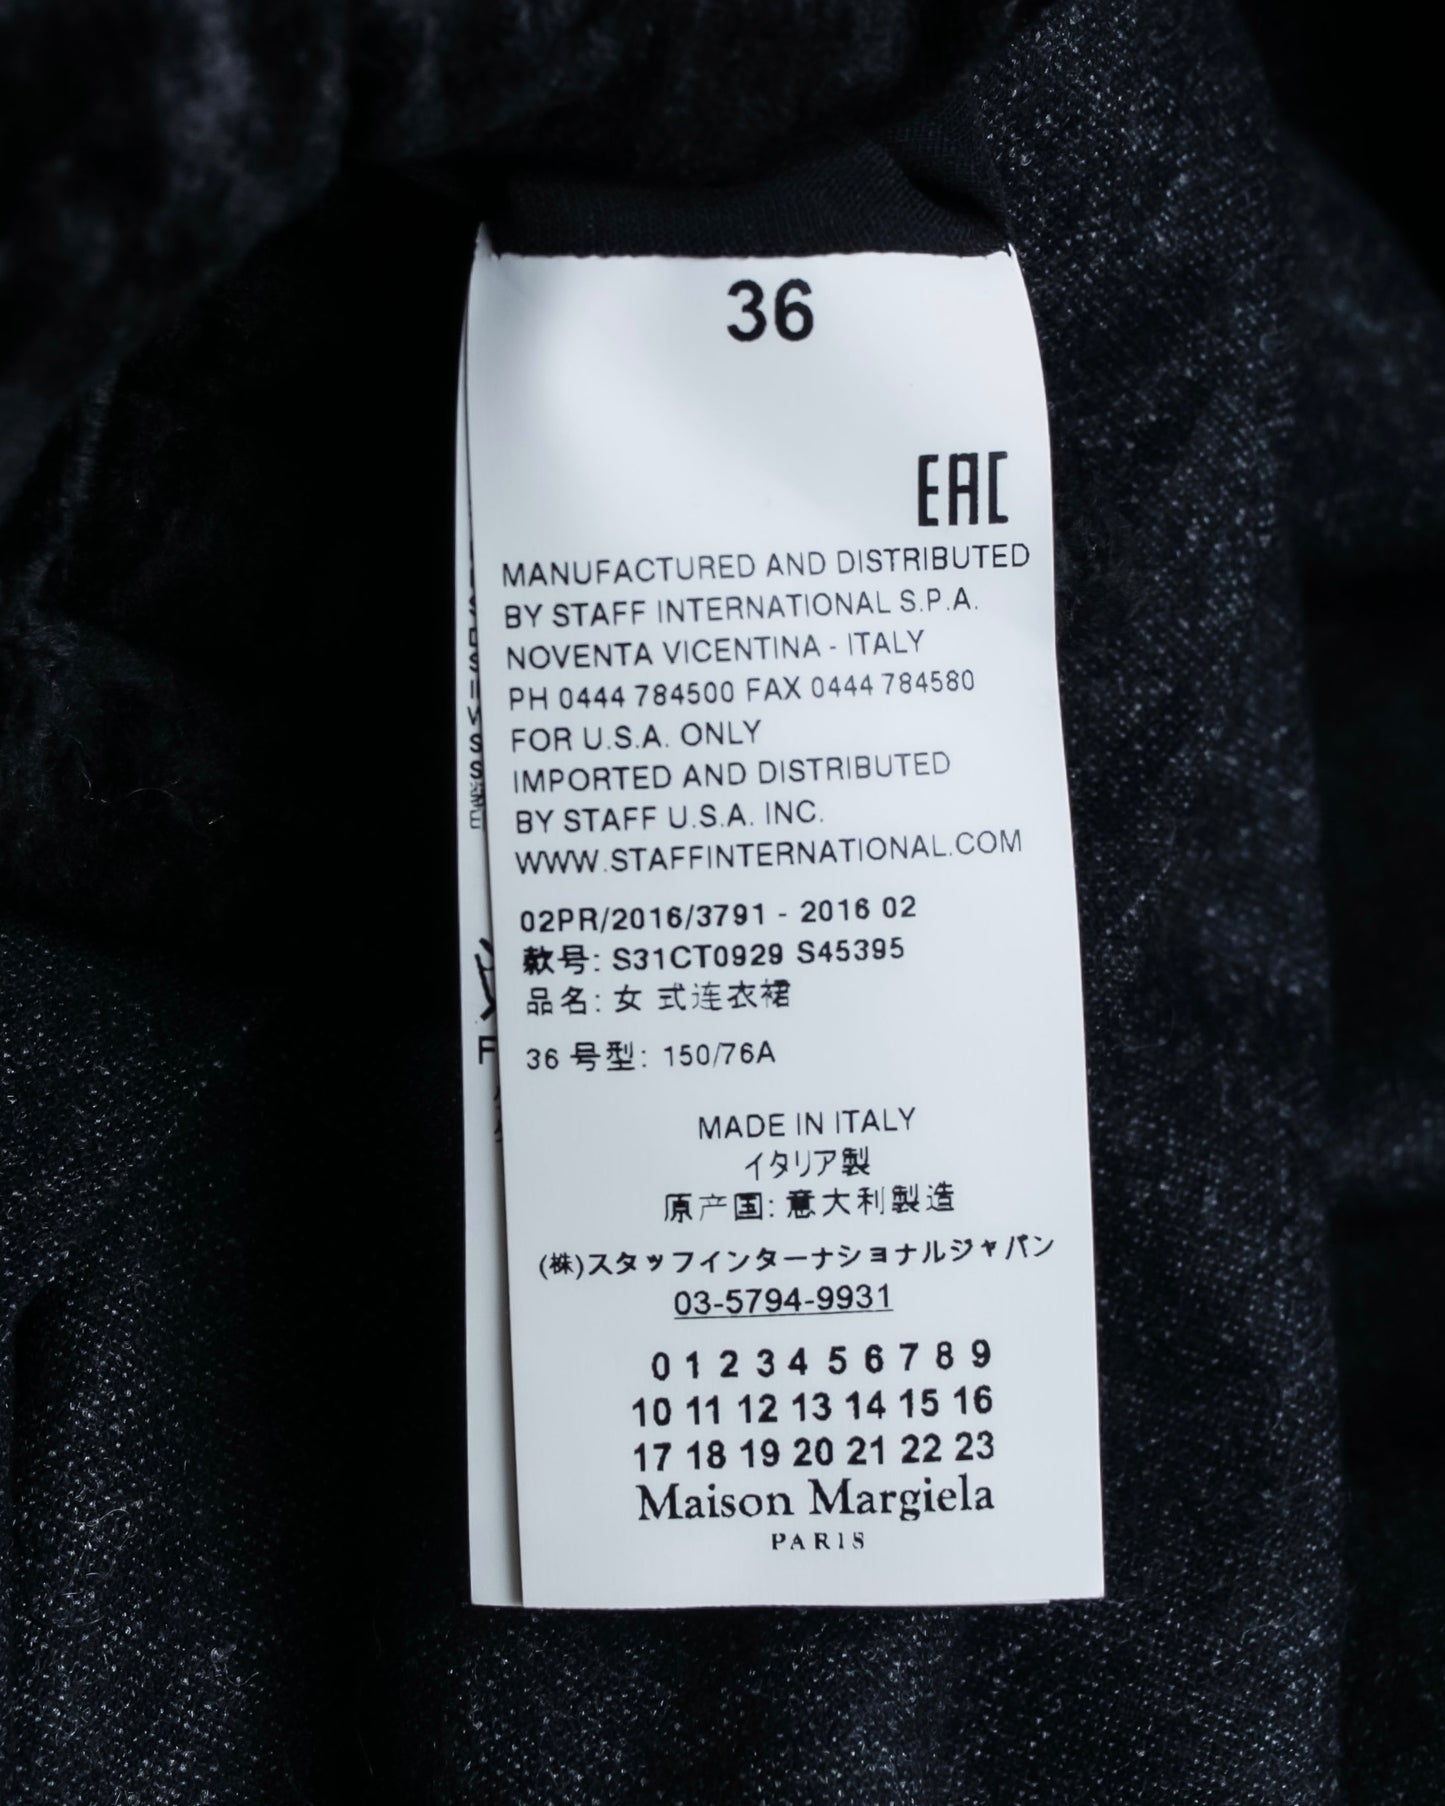 36
EAC
MANUFACTURED AND DISTRIBUTED
BY STAFF INTERNATIONAL S.P.A.
NOVENTA VICENTINA - ITALY
PH 0444 784500 FAX 0444 784580
FOR U.S.A. ONLY
IMPORTED AND DISTRIBUTED
BY STAFF U.S.A. INC.
WWW.STAFFINTERNATIONAL.COM
02PR/2016/3791 - 2016 02
款号: S31CT0929 S45395
品名: 女 式连衣裙
36 号型: 150/76A
MADE IN ITALY
イタリア製
原产国: 意大利製造
(株)スタッフインターナショナルジャパン
03-5794-9931
0 1 2 3 4 5 6 7 8 9
10 11 12 13 14 15 16
17 18 19 20 21 22 23
Maison Margiela
PARIS